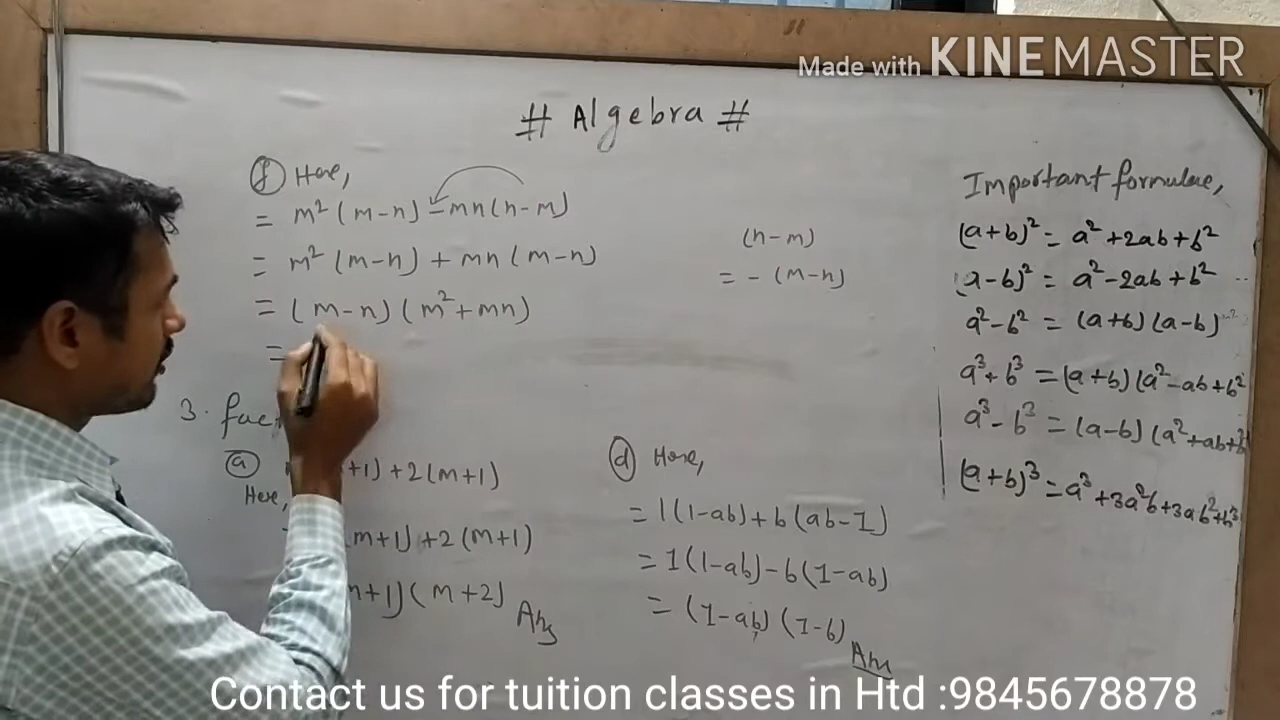 Made with KINEMASTER
# Algebra #
(f) Here,
= m² (m-n) - mn (n-m)
= m² (m-n) + mn (m-n)
= (m-n) (m² + mn)
=
(n-m)
= - (m-n)
3. fac
(a) +1) + 2(m+1)
Here,
(m+1) + 2(m+1)
m+1) (m+2) Ans
(d) Here,
= 1(1-ab) + b(ab-1)
= 1(1-ab) - b(1-ab)
= (1-ab) (1-b) Ans
Important formulae,
(a+b)² = a² + 2ab + b²
(a-b)² = a² - 2ab + b²
a² - b² = (a+b) (a-b)
a³ + b³ = (a+b) (a² - ab + b²
a³ - b³ = (a-b) (a² + ab + b²
(a+b)³ = a³ + 3a²b + 3ab² + b³
Contact us for tuition classes in Htd :9845678878